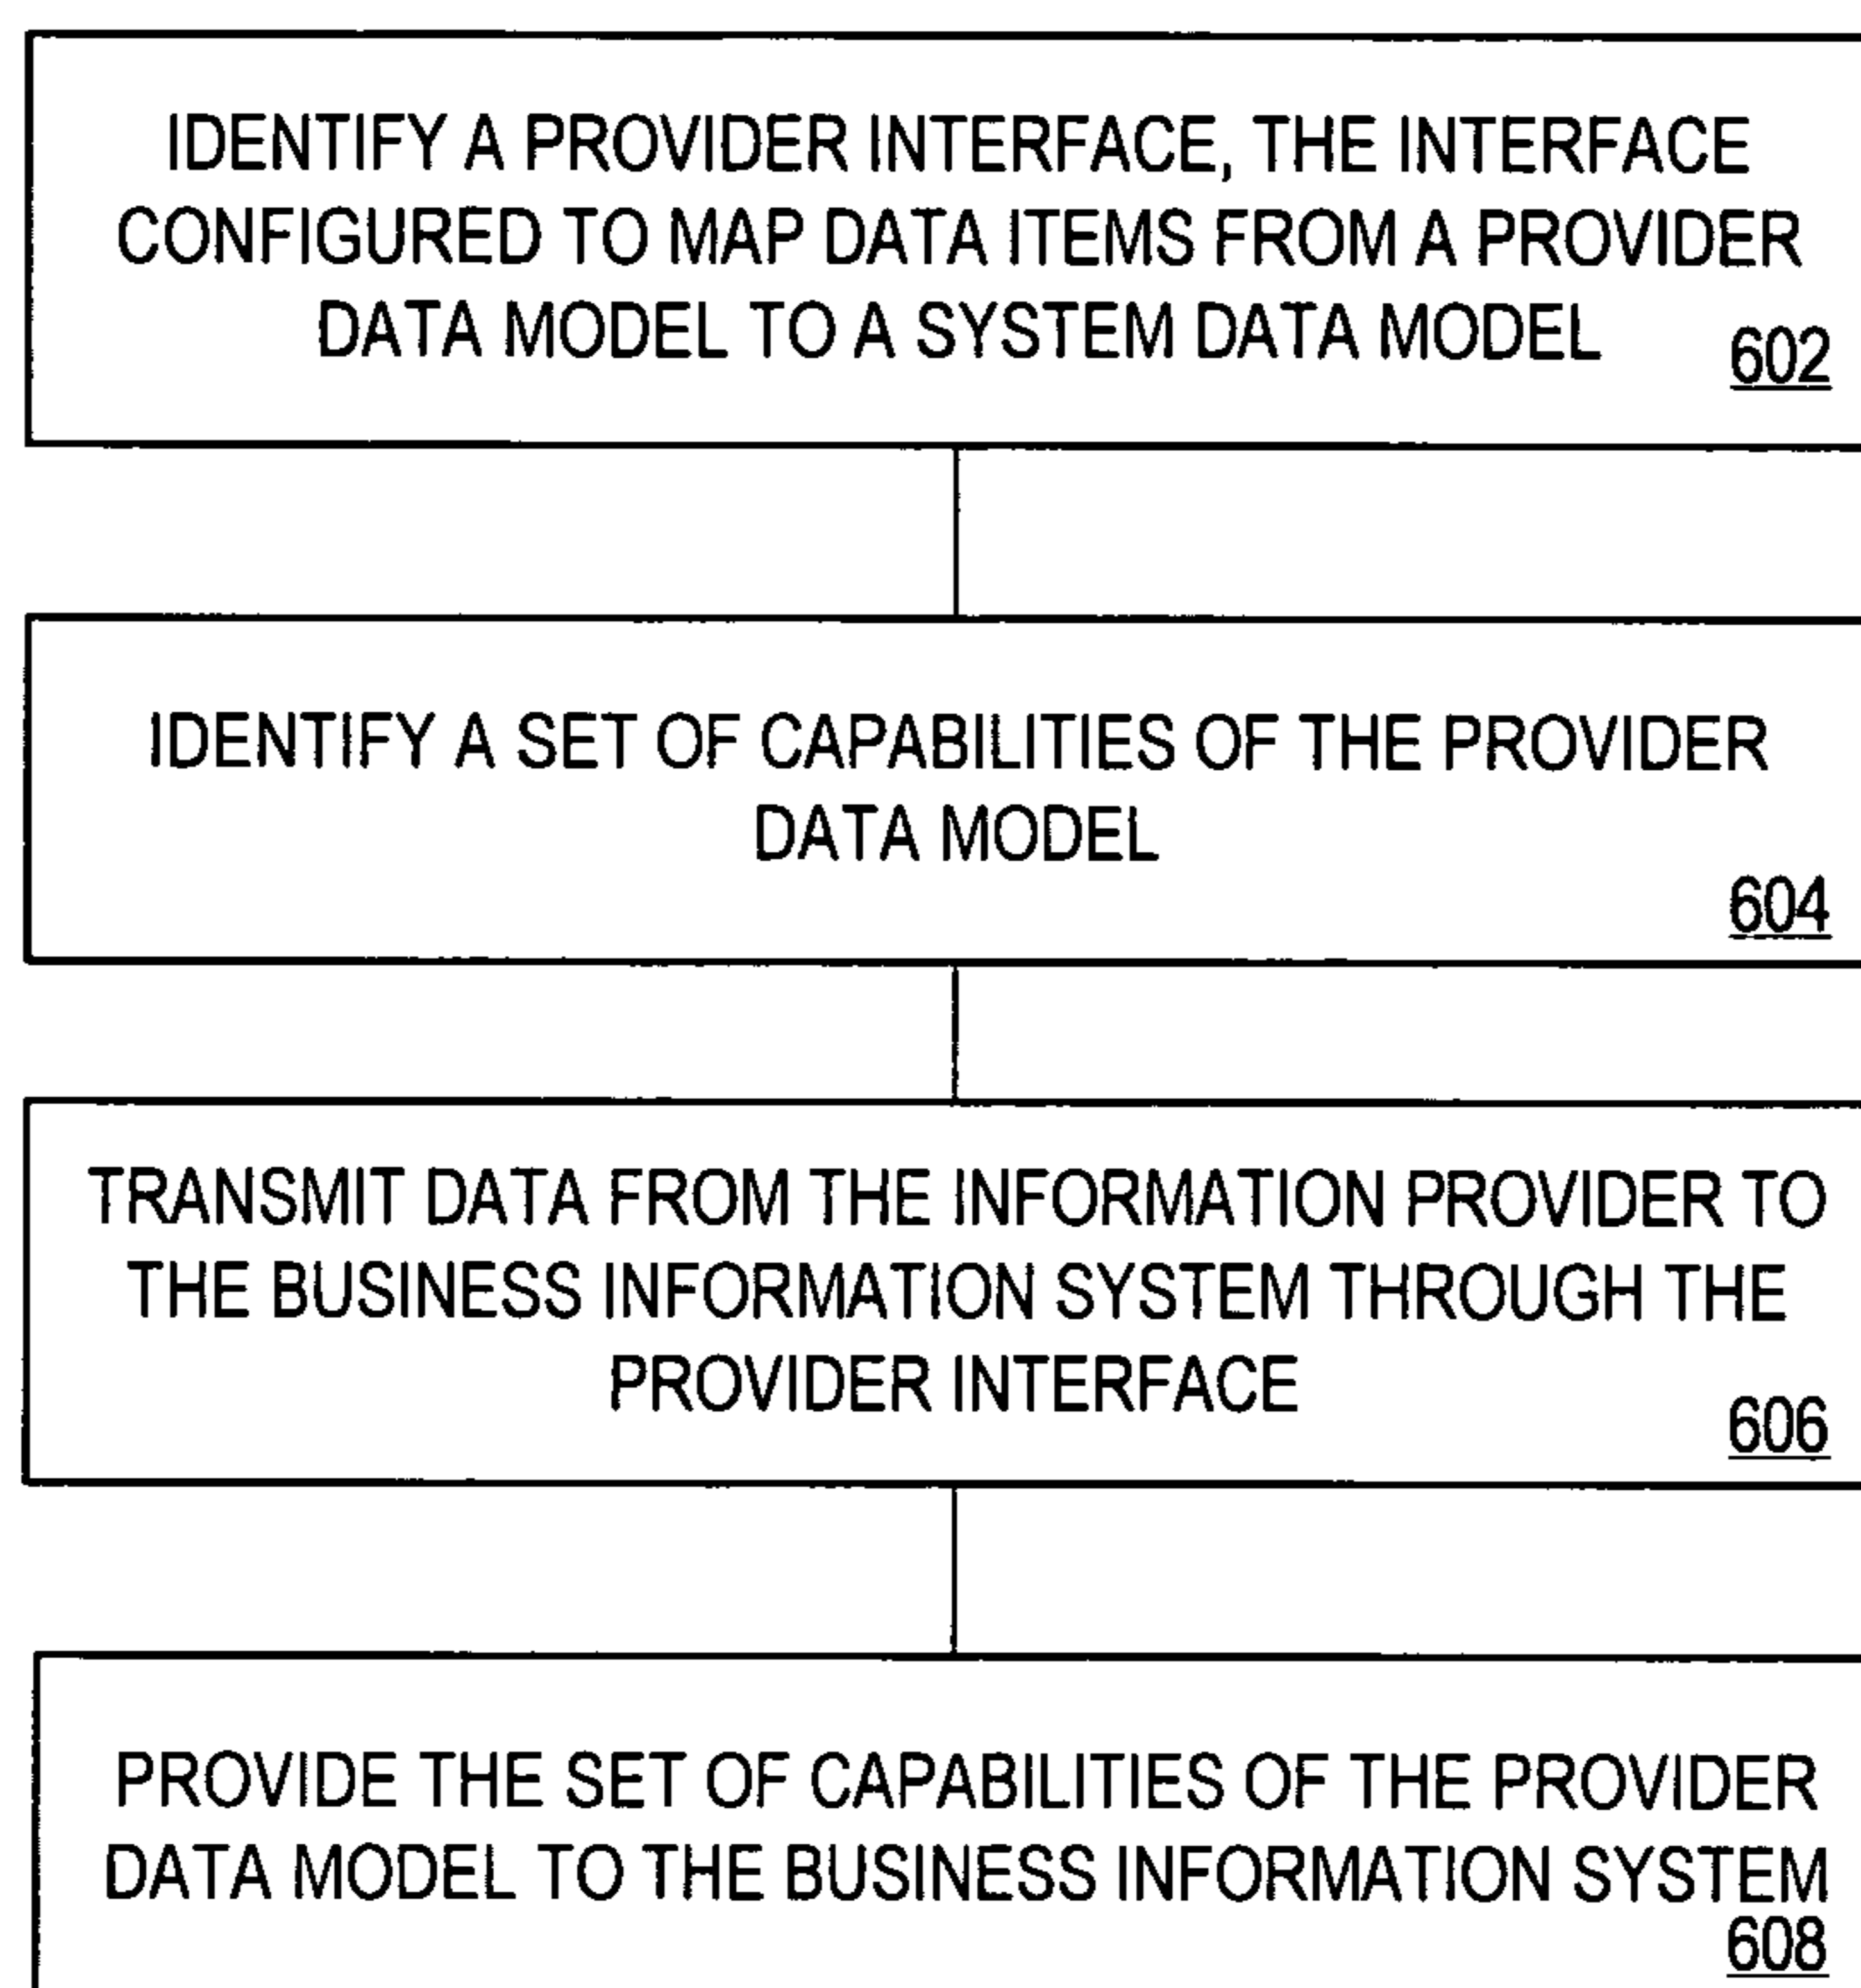 IDENTIFY A PROVIDER INTERFACE, THE INTERFACE
CONFIGURED TO MAP DATA ITEMS FROM A PROVIDER
DATA MODEL TO A SYSTEM DATA MODEL
602
IDENTIFY A SET OF CAPABILITIES OF THE PROVIDER
DATA MODEL
604
TRANSMIT DATA FROM THE INFORMATION PROVIDER TO
THE BUSINESS INFORMATION SYSTEM THROUGH THE
PROVIDER INTERFACE
606
PROVIDE THE SET OF CAPABILITIES OF THE PROVIDER
DATA MODEL TO THE BUSINESS INFORMATION SYSTEM
608